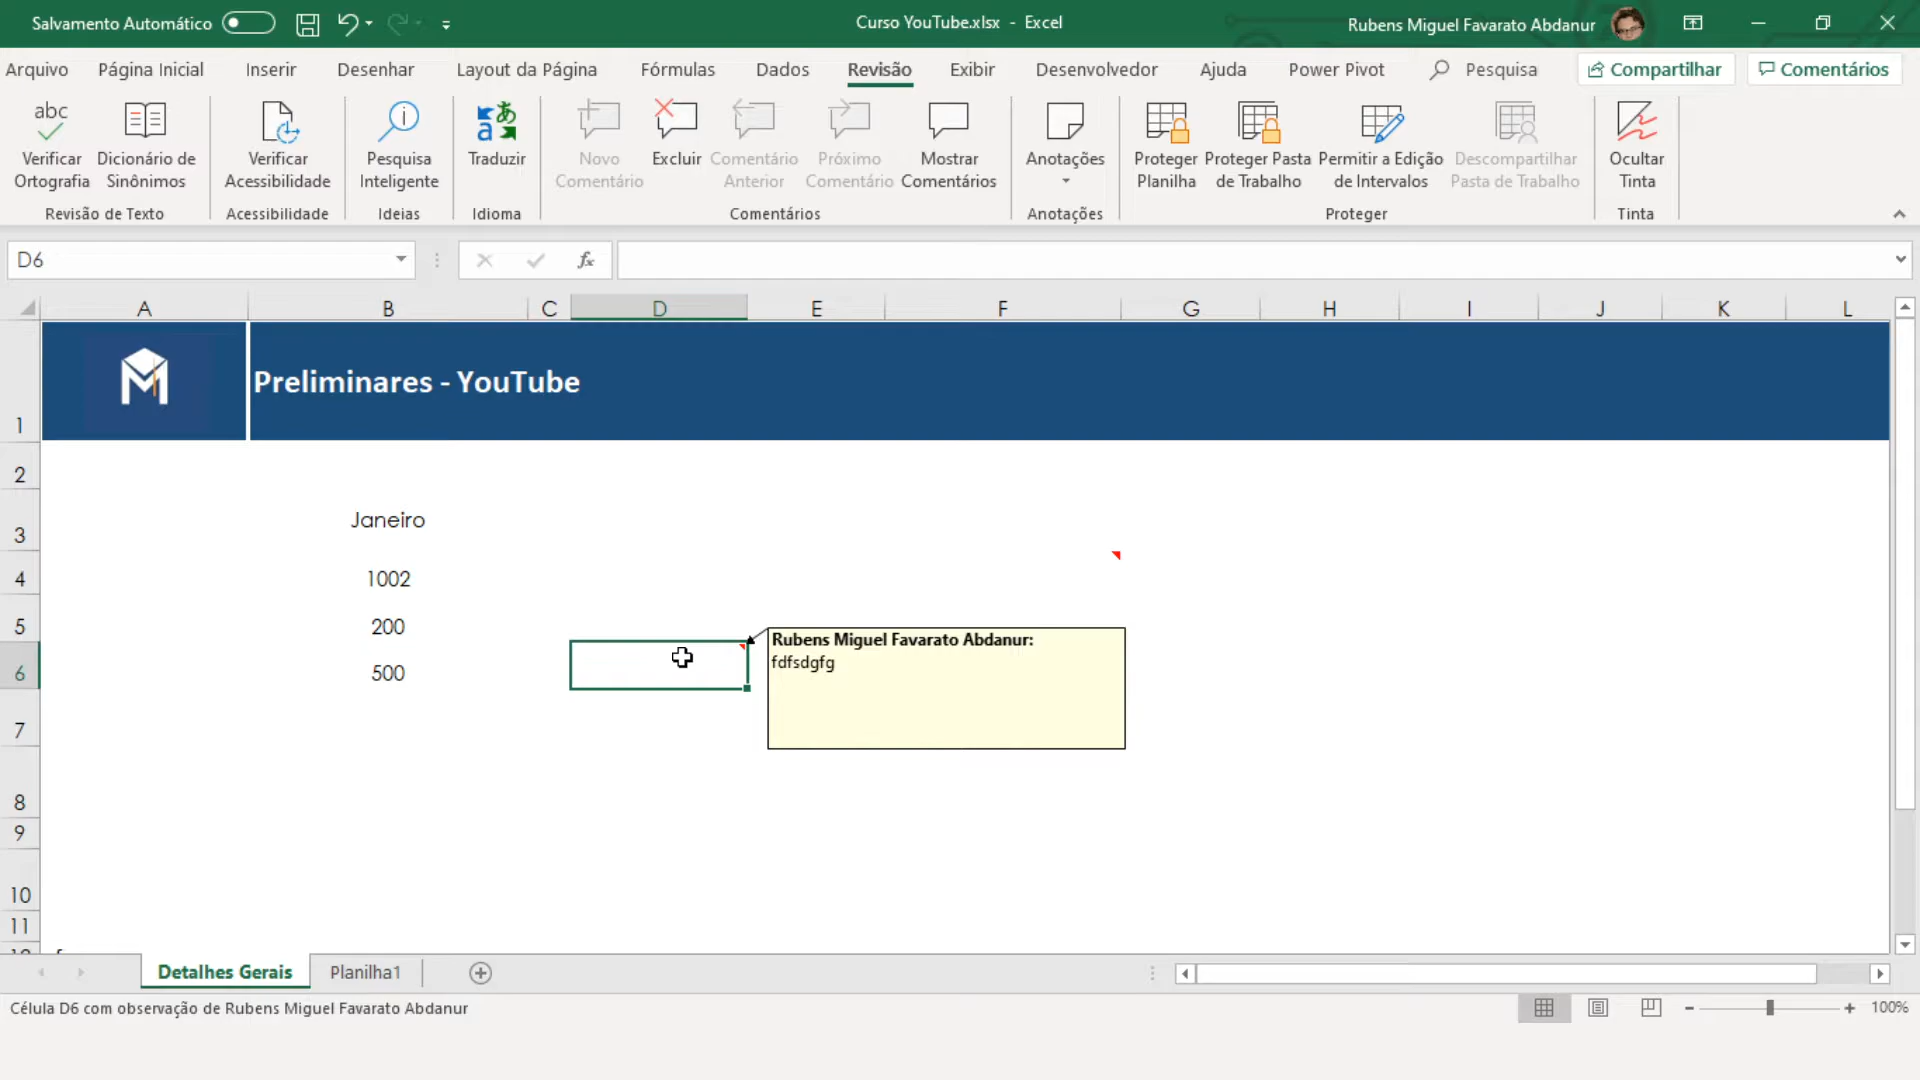 Salvamento Automático
Curso YouTube.xlsx - Excel
Rubens Miguel Favarato Abdanur
Arquivo Página Inicial Inserir Desenhar Layout da Página Fórmulas Dados Revisão Exibir Desenvolvedor Ajuda Power Pivot Pesquisa Compartilhar Comentários
abc
Verificar Ortografia
Dicionário de Sinônimos
Revisão de Texto
Verificar Acessibilidade
Acessibilidade
Pesquisa Inteligente
Ideias
a あ
Traduzir
Idioma
Novo Comentário
Excluir
Comentário Anterior
Próximo Comentário
Mostrar Comentários
Comentários
Anotações
Anotações
Proteger Planilha
Proteger Pasta de Trabalho
Permitir a Edição de Intervalos
Descompartilhar Pasta de Trabalho
Proteger
Ocultar Tinta
Tinta
D6
fx
A B C D E F G H I J K L
1 Preliminares - YouTube
2
3 Janeiro
4 1002
5 200
6 500
Rubens Miguel Favarato Abdanur:
fdfsdgfg
7
8
9
10
11
Detalhes Gerais Planilha1
Célula D6 com observação de Rubens Miguel Favarato Abdanur
100%